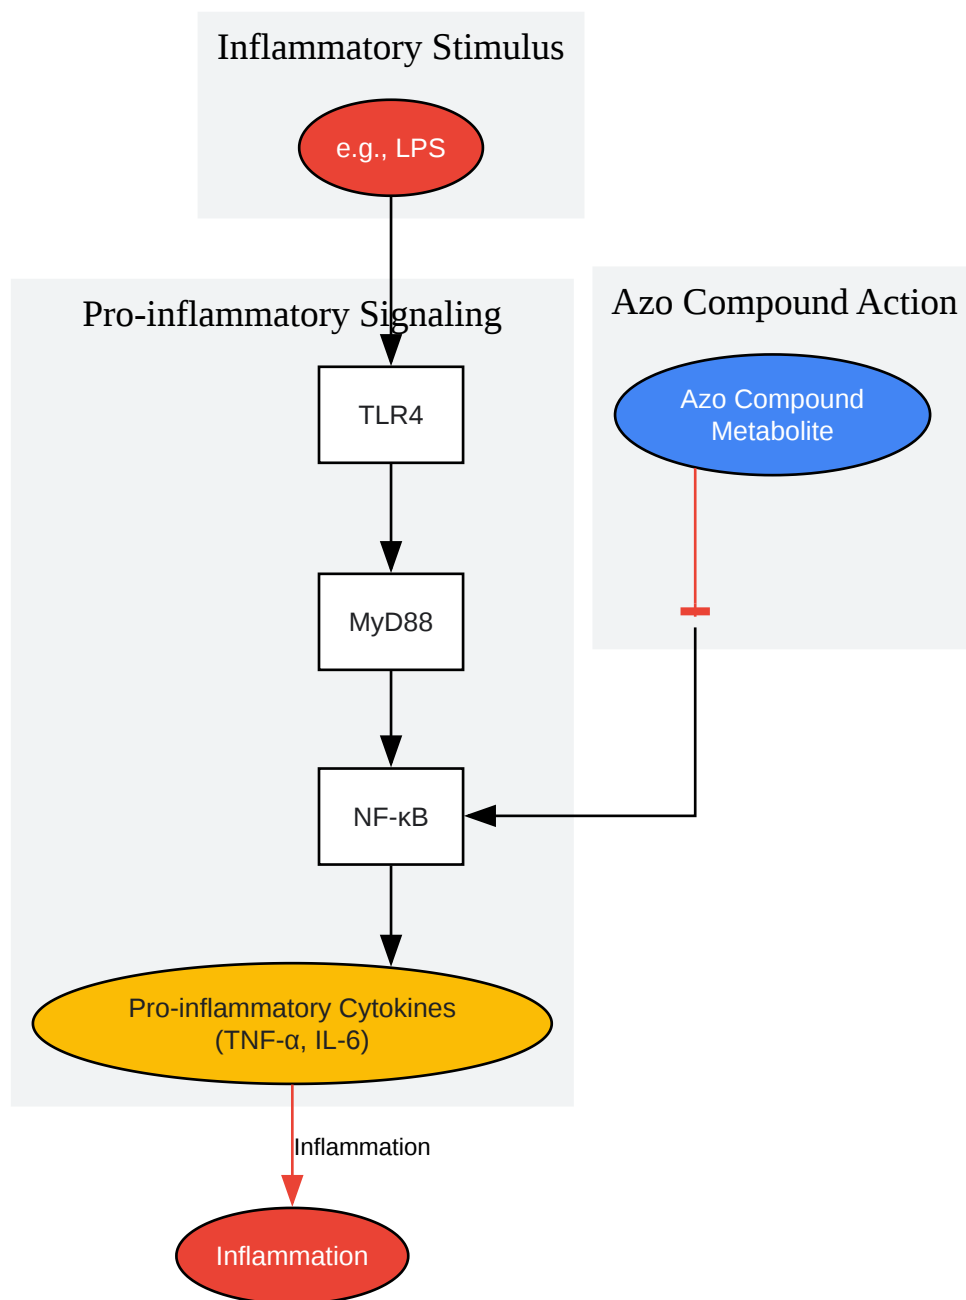 Inflammatory Stimulus
e.g., LPS
Pro-inflammatory Signaling
TLR4
MyD88
NF-κB
Pro-inflammatory Cytokines
(TNF-α, IL-6)
Inflammation
Inflammation
Azo Compound Action
Azo Compound
Metabolite